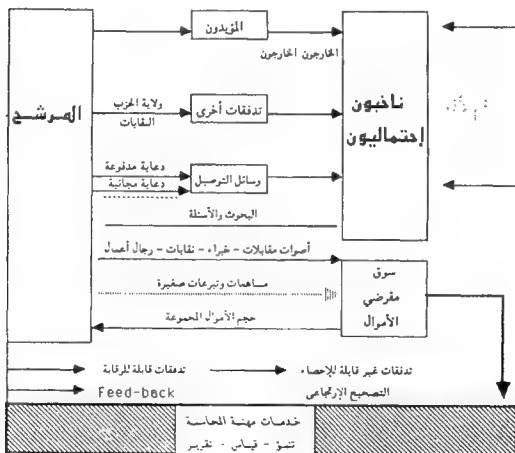 المؤيدون
الخارجون الخارجون
المرشح
ولاية الحزب
النقابات
تدفقات أخرى
ناخبون
إحتماليون
دعاية مدفوعة
دعاية مجانية
وسائل التوصيل
البحوث والأسئلة
أصوات مقابلات - خبراء - نقابات - رجال أعمال
مساهمات وتبرعات صغيرة
حجم الأموال المجموعة
سوق
مقرضي
الأموال
تدفقات قابلة للرقابة
تدفقات غير قابلة للإحصاء
Feed-back
التصحيح الإرتجاعي
خدمات مهنة المحاسبة
تنبؤ - قياس - تقرير